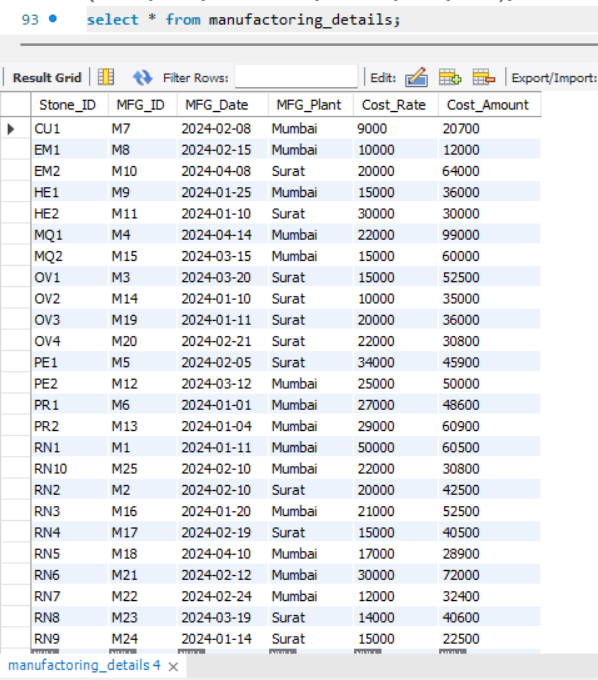 93 select * from manufactoring_details;
Result Grid Filter Rows: Edit: Export/Import:
Stone_ID MFG_ID MFG_Date MFG_Plant Cost_Rate Cost_Amount
CU1 M7 2024-02-08 Mumbai 9000 20700
EM1 M8 2024-02-15 Mumbai 10000 12000
EM2 M10 2024-04-08 Surat 20000 64000
HE1 M9 2024-01-25 Mumbai 15000 36000
HE2 M11 2024-01-10 Surat 30000 30000
MQ1 M4 2024-04-14 Mumbai 22000 99000
MQ2 M15 2024-03-15 Mumbai 15000 60000
OV1 M3 2024-03-20 Surat 15000 52500
OV2 M14 2024-01-10 Surat 10000 35000
OV3 M19 2024-01-11 Surat 20000 36000
OV4 M20 2024-02-21 Surat 22000 30800
PE1 M5 2024-02-05 Surat 34000 45900
PE2 M12 2024-03-12 Mumbai 25000 50000
PR1 M6 2024-01-01 Mumbai 27000 48600
PR2 M13 2024-01-04 Mumbai 29000 60900
RN1 M1 2024-01-11 Mumbai 50000 60500
RN10 M25 2024-02-10 Mumbai 22000 30800
RN2 M2 2024-02-10 Surat 20000 42500
RN3 M16 2024-01-20 Mumbai 21000 52500
RN4 M17 2024-02-19 Surat 15000 40500
RN5 M18 2024-04-10 Mumbai 17000 28900
RN6 M21 2024-02-12 Mumbai 30000 72000
RN7 M22 2024-02-24 Mumbai 12000 32400
RN8 M23 2024-03-19 Surat 14000 40600
RN9 M24 2024-01-14 Surat 15000 22500
manufactoring_details 4